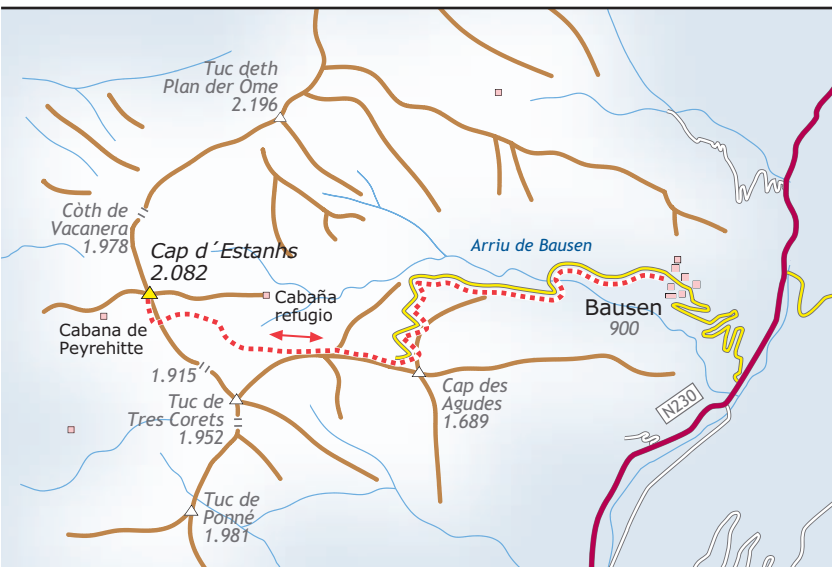 Tuc deth
Plan der Òme
2.196
Còth de
Vacanera
1.978
Cap d´Estanhs
2.082
Arriu de Bausen
Cabaña
refugio
Bausen
900
Cabana de
Peyrehitte
1.915
Tuc de
Tres Corets
1.952
Cap des
Agudes
1.689
N230
Tuc de
Ponné
1.981